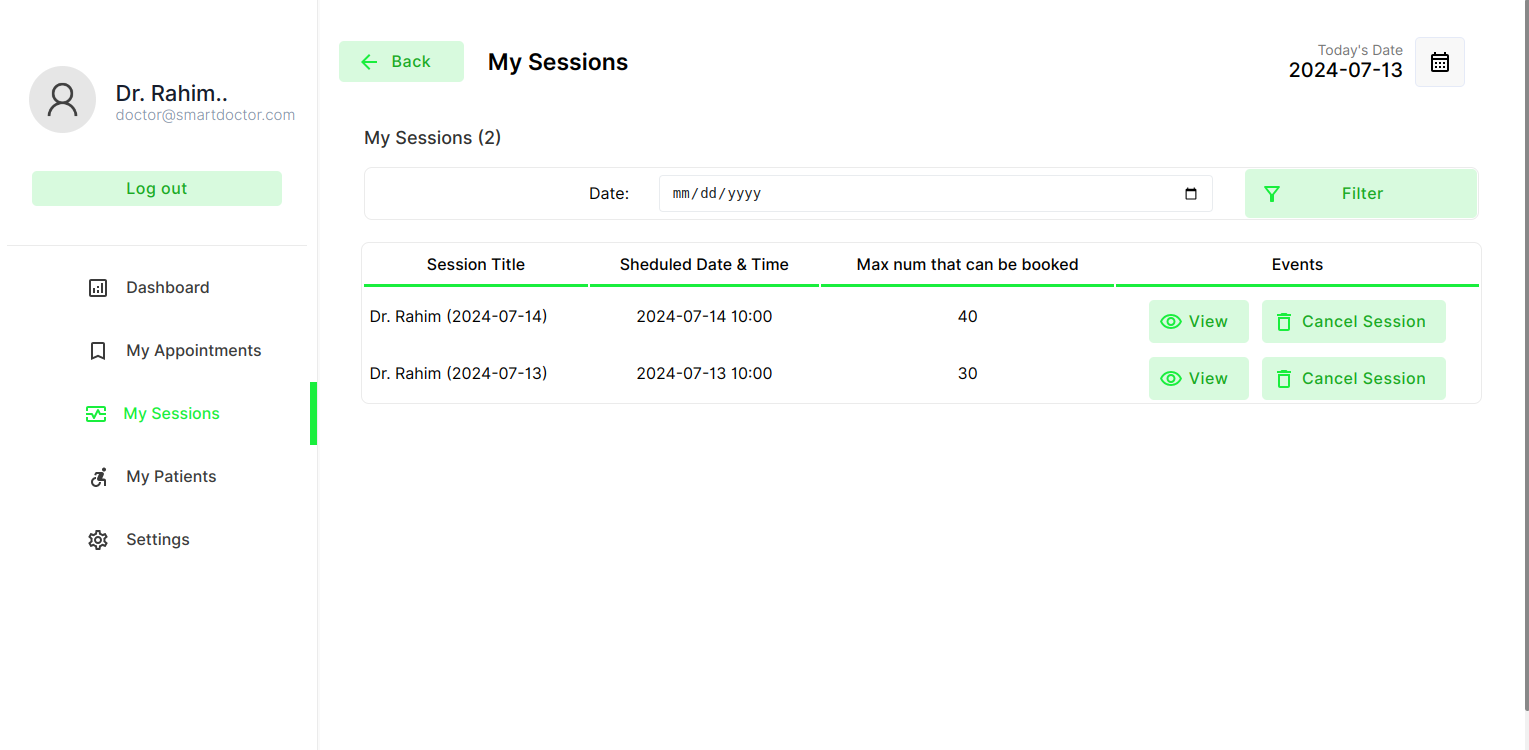 Dr. Rahim..
doctor@smartdoctor.com
Log out
Dashboard
My Appointments
My Sessions
My Patients
Settings
Back
My Sessions
Today's Date
2024-07-13
My Sessions (2)
Date:
mm/dd/yyyy
Filter
Session Title Sheduled Date & Time Max num that can be booked Events
Dr. Rahim (2024-07-14) 2024-07-14 10:00 40 View Cancel Session
Dr. Rahim (2024-07-13) 2024-07-13 10:00 30 View Cancel Session